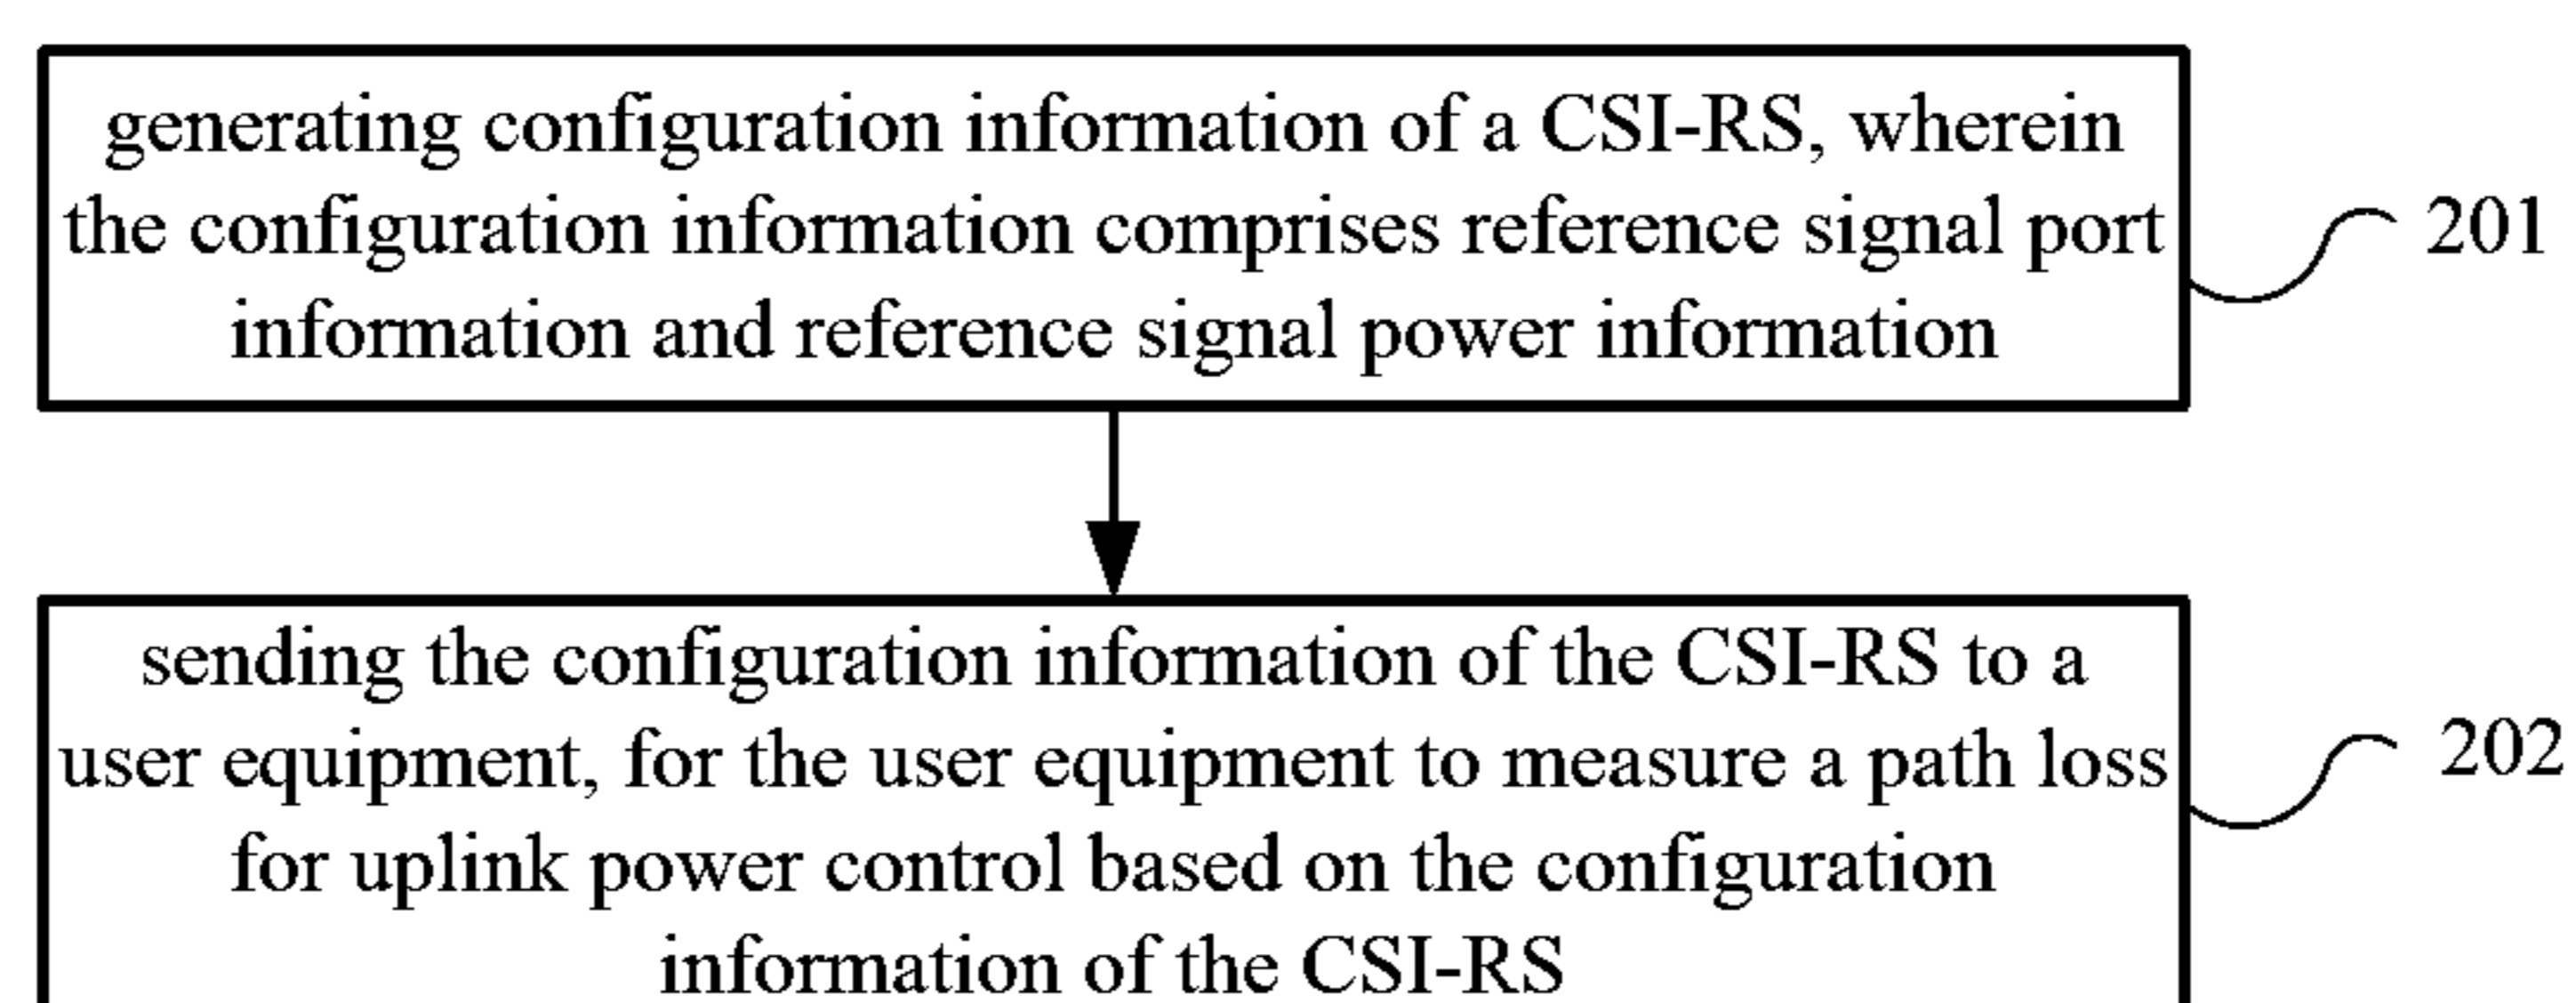 generating configuration information of a CSI-RS, wherein
the configuration information comprises reference signal port
information and reference signal power information
201
sending the configuration information of the CSI-RS to a
user equipment, for the user equipment to measure a path loss
for uplink power control based on the configuration
information of the CSI-RS
202